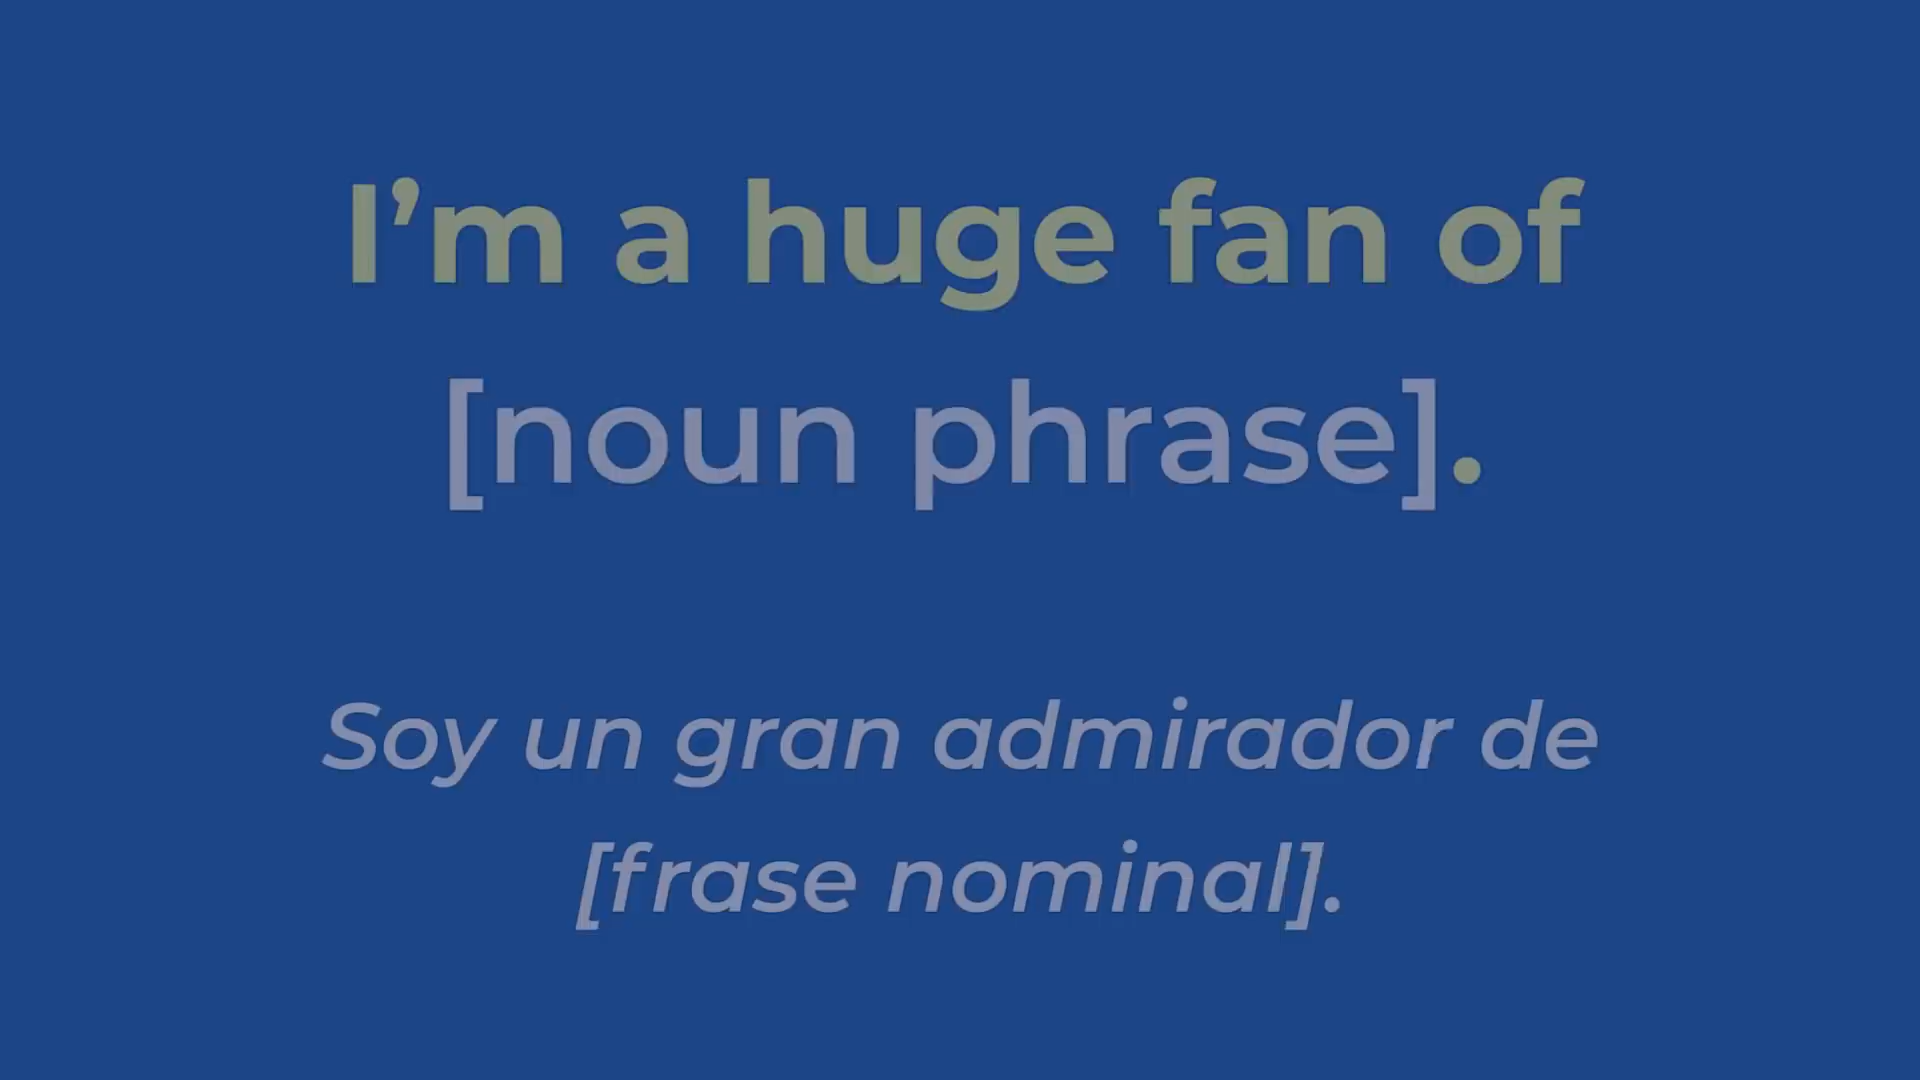 I’m a huge fan of
[noun phrase].
Soy un gran admirador de
[frase nominal].